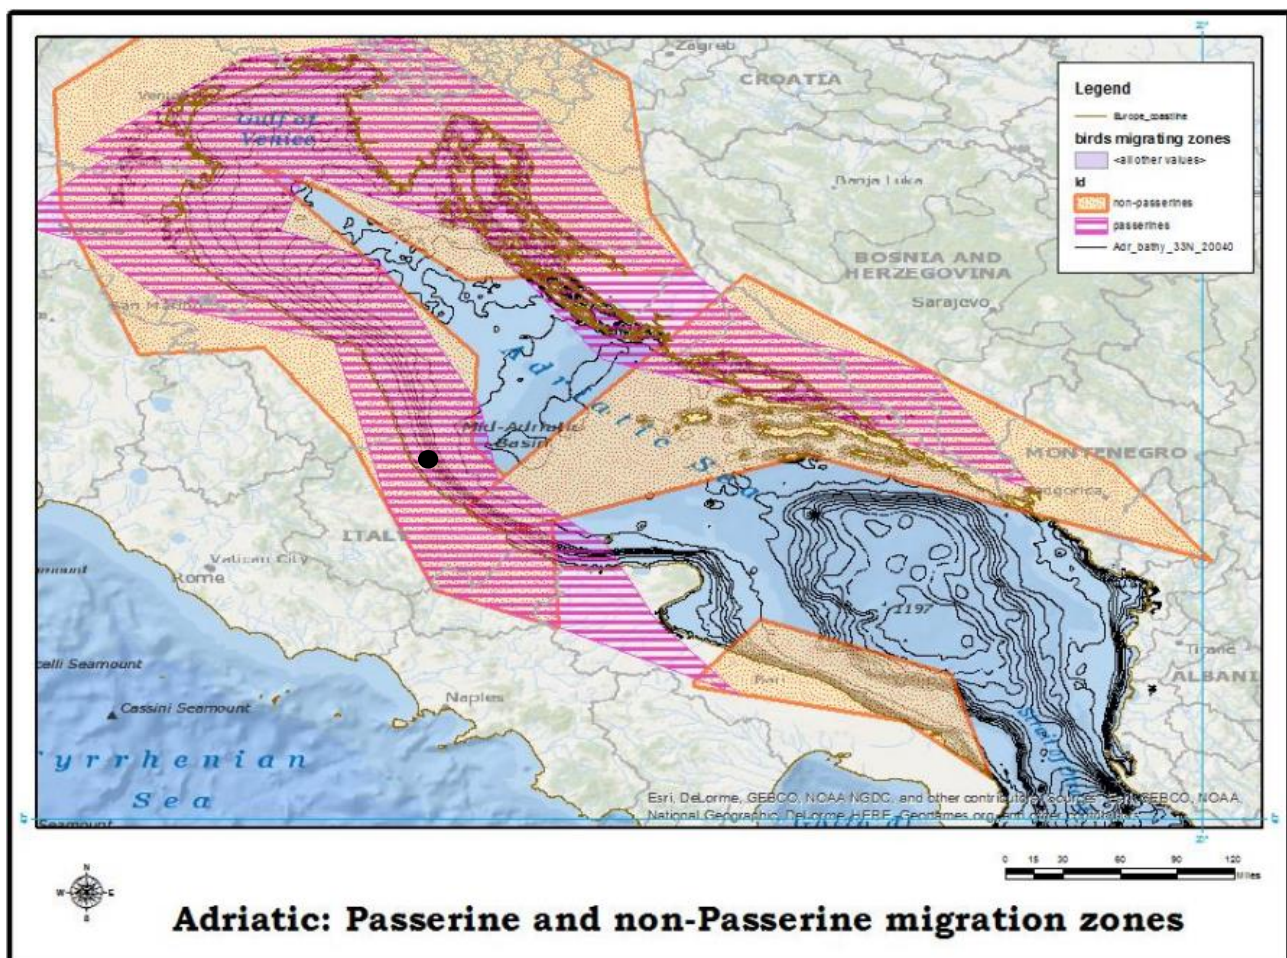 Zagreb
CROATIA
Gulf of
Venice
Banja Luka
BOSNIA AND
HERZEGOVINA
Sarajevo
San Marino
Adriatic Sea
Mid-Adriatic
Basin
MONTENEGRO
ITALY
Vatican City
Rome
1197
Tirane
ALBANI
celli Seamount
Cassini Seamount
Naples
Bari
Tyrrhenian
Sea
Seamount
Legend
Europe_coastline
birds migrating zones
<all other values>
Id
non-passerines
passerines
Adr_bathy_33N_20040
Esri, DeLorme, GEBCO, NOAA NGDC, and other contributors
National Geographic, DeLorme, HERE, Geonames.org, and other contributors
N
W E
S
0 15 30 60 90 120
Miles
Adriatic: Passerine and non-Passerine migration zones